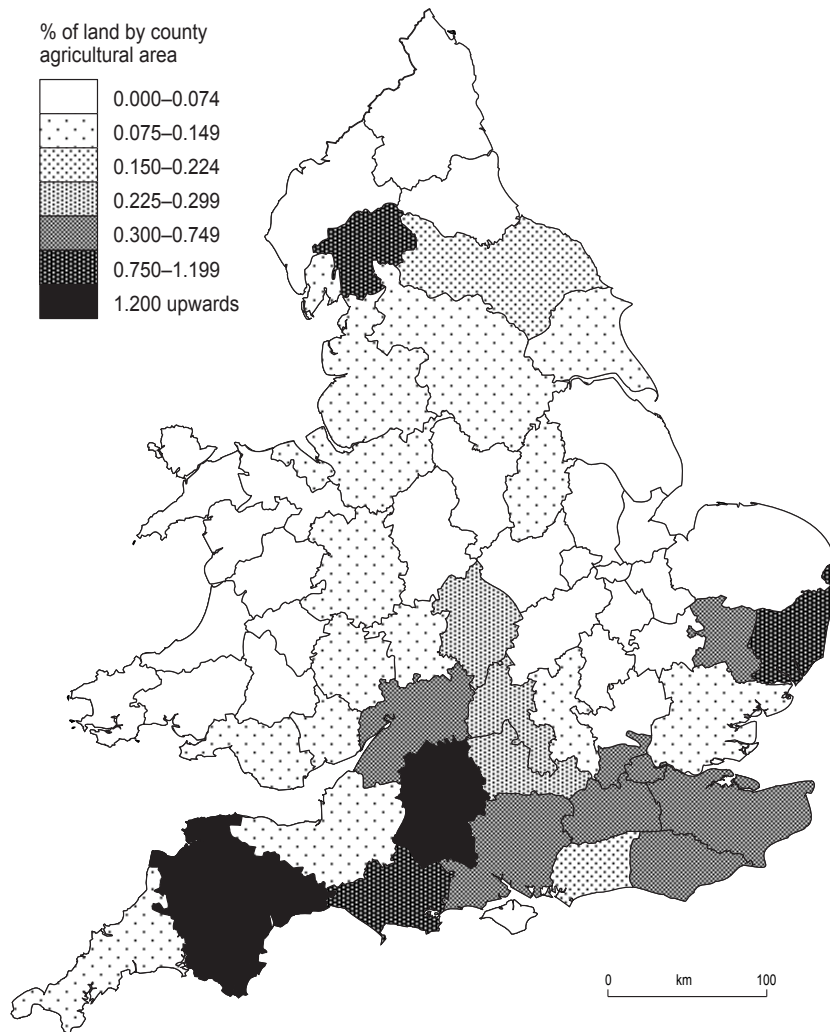 % of land by county
agricultural area
0.000–0.074
0.075–0.149
0.150–0.224
0.225–0.299
0.300–0.749
0.750–1.199
1.200 upwards
0 km 100